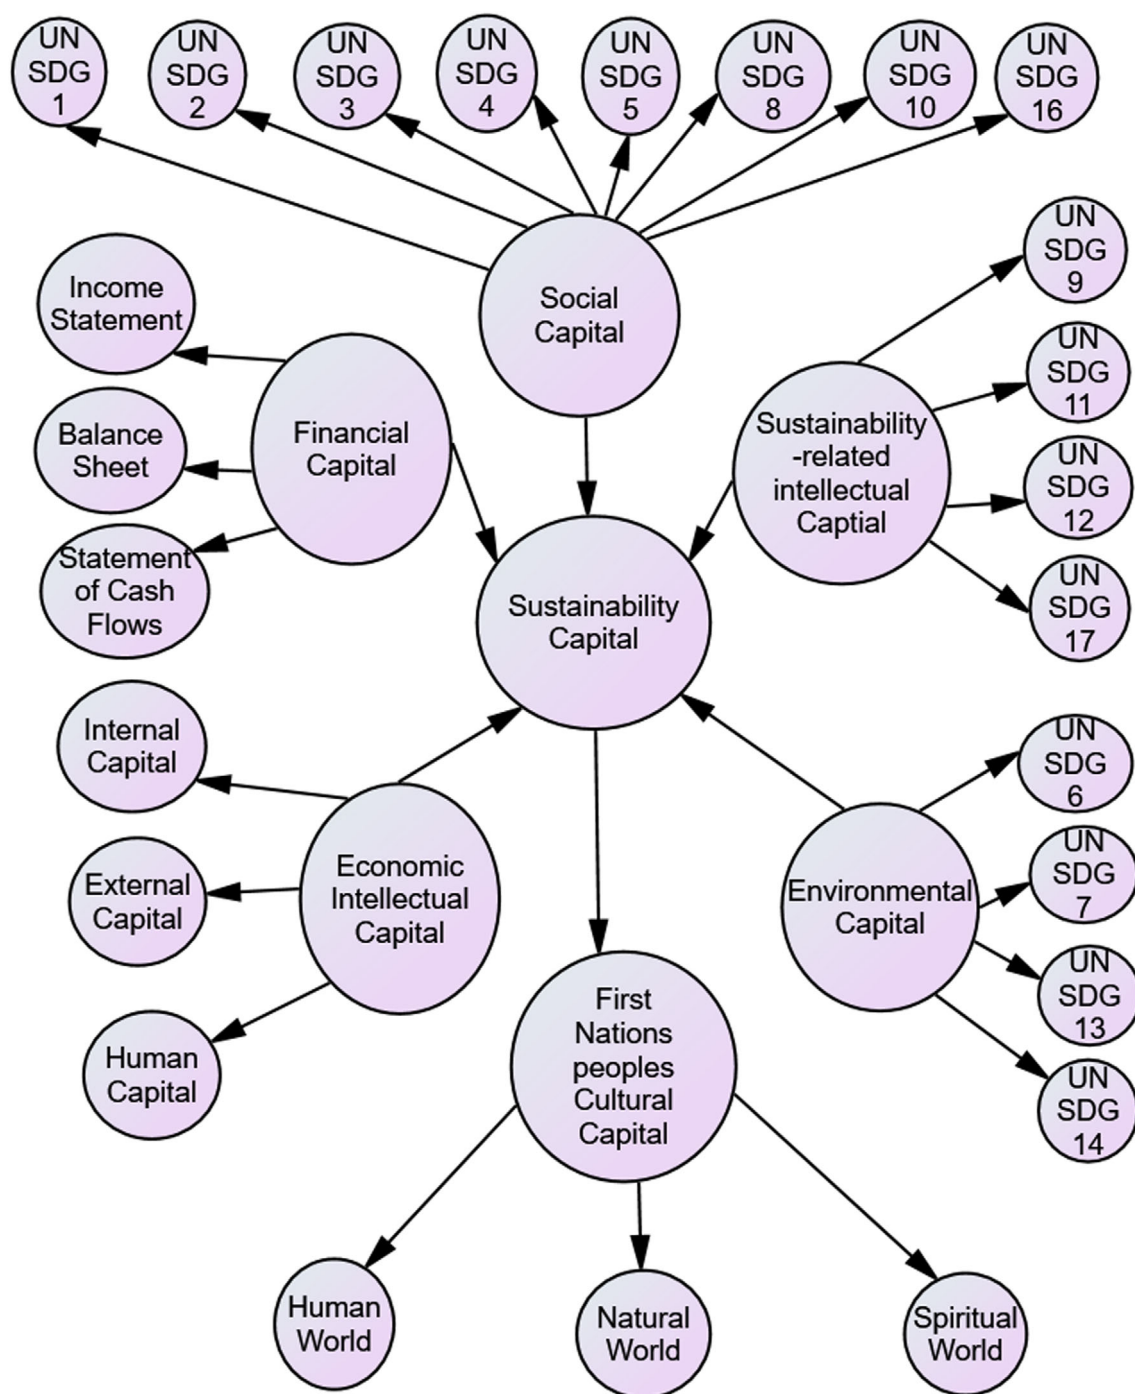 UN
SDG
1
UN
SDG
2
UN
SDG
3
UN
SDG
4
UN
SDG
5
UN
SDG
8
UN
SDG
10
UN
SDG
16
Social
Capital
UN
SDG
9
UN
SDG
11
UN
SDG
12
UN
SDG
17
Sustainability
-related
intellectual
Captial
Income
Statement
Balance
Sheet
Statement
of Cash
Flows
Financial
Capital
Sustainability
Capital
Internal
Capital
External
Capital
Human
Capital
Economic
Intellectual
Capital
Environmental
Capital
UN
SDG
6
UN
SDG
7
UN
SDG
13
UN
SDG
14
First
Nations
peoples
Cultural
Capital
Human
World
Natural
World
Spiritual
World